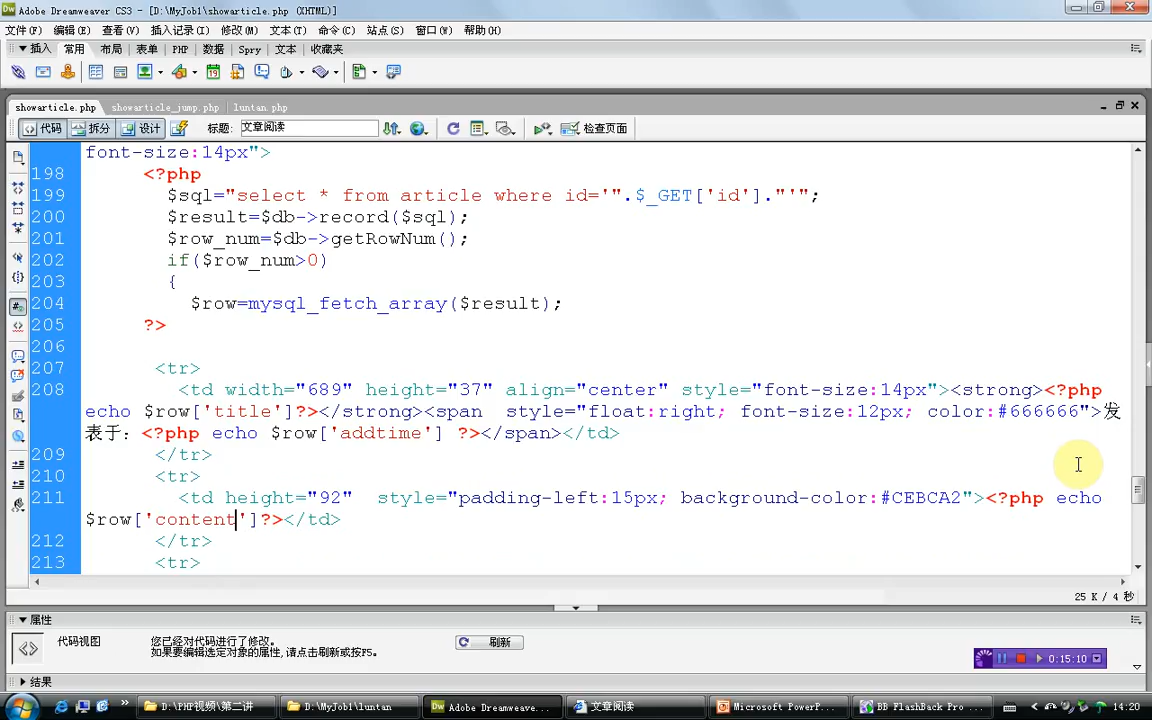 Dw Adobe Dreamweaver CS3 - [D:\MyJob1\showarticle.php (XHTML)]
文件(F) 编辑(E) 查看(V) 插入记录(I) 修改(M) 文本(T) 命令(C) 站点(S) 窗口(W) 帮助(H)
▼插入 常用 布局 表单 PHP 数据 Spry 文本 收藏夹
showarticle.php showarticle_jump.php luntan.php
代码 拆分 设计 标题: 文章阅读 检查页面
font-size:14px">
198 <?php
199 $sql="select * from article where id='".$_GET['id']."'";
200 $result=$db->record($sql);
201 $row_num=$db->getRowNum();
202 if($row_num>0)
203 {
204 $row=mysql_fetch_array($result);
205 ?>
206
207 <tr>
208 <td width="689" height="37" align="center" style="font-size:14px"><strong><?php
echo $row['title']?></strong><span style="float:right; font-size:12px; color:#666666">发
表于: <?php echo $row['addtime'] ?></span></td>
209 </tr>
210 <tr>
211 <td height="92" style="padding-left:15px; background-color:#CEBCA2"><?php echo
$row['content']?></td>
212 </tr>
213 <tr>
25 K / 4 秒
▼属性
代码视图 您已经对代码进行了修改。 刷新
如果要编辑选定对象的属性,请点击刷新或按F5。
0:15:10
结果
D:\PHP视频\第二讲 D:\MyJob1\luntan Dw Adobe Dreamweave... 文章阅读 Microsoft PowerP... BB FlashBack Pro ... 14:20